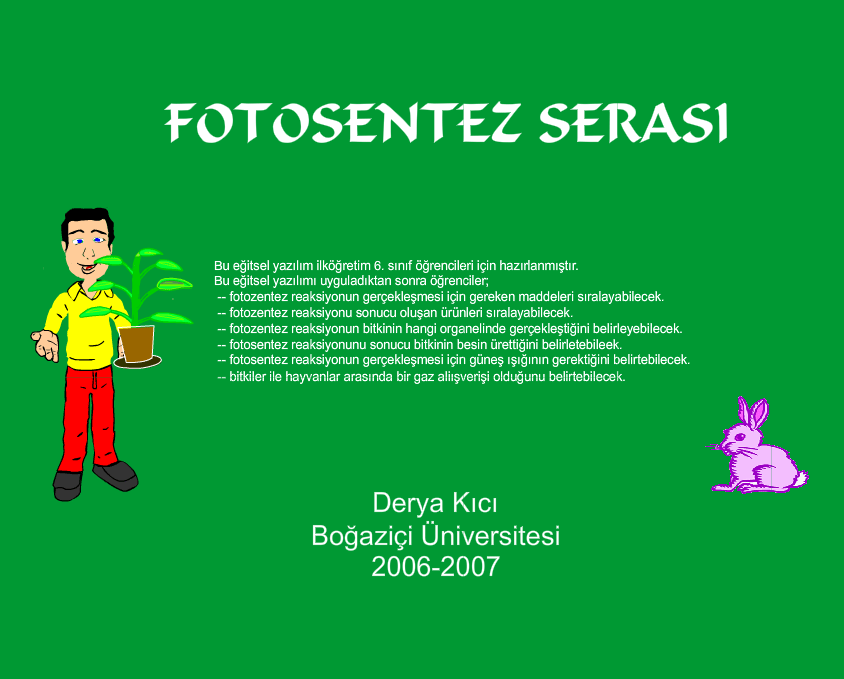 FOTOSENTEZ SERASI
Bu eğitsel yazılım ilköğretim 6. sınıf öğrencileri için hazırlanmıştır.
Bu eğitsel yazılımı uyguladıktan sonra öğrenciler;
-- fotozentez reaksiyonun gerçekleşmesi için gereken maddeleri sıralayabilecek.
-- fotozentez reaksiyonu sonucu oluşan ürünleri sıralayabilecek.
-- fotozentez reaksiyonun bitkinin hangi organelinde gerçekleştiğini belirleyebilecek.
-- fotosentez reaksiyonunu sonucu bitkinin besin ürettiğini belirletebileek.
-- fotosentez reaksiyonun gerçekleşmesi için güneş ışığının gerektiğini belirtebilecek.
-- bitkiler ile hayvanlar arasında bir gaz alıışverişi olduğunu belirtebilecek.
Derya Kıcı
Boğaziçi Üniversitesi
2006-2007